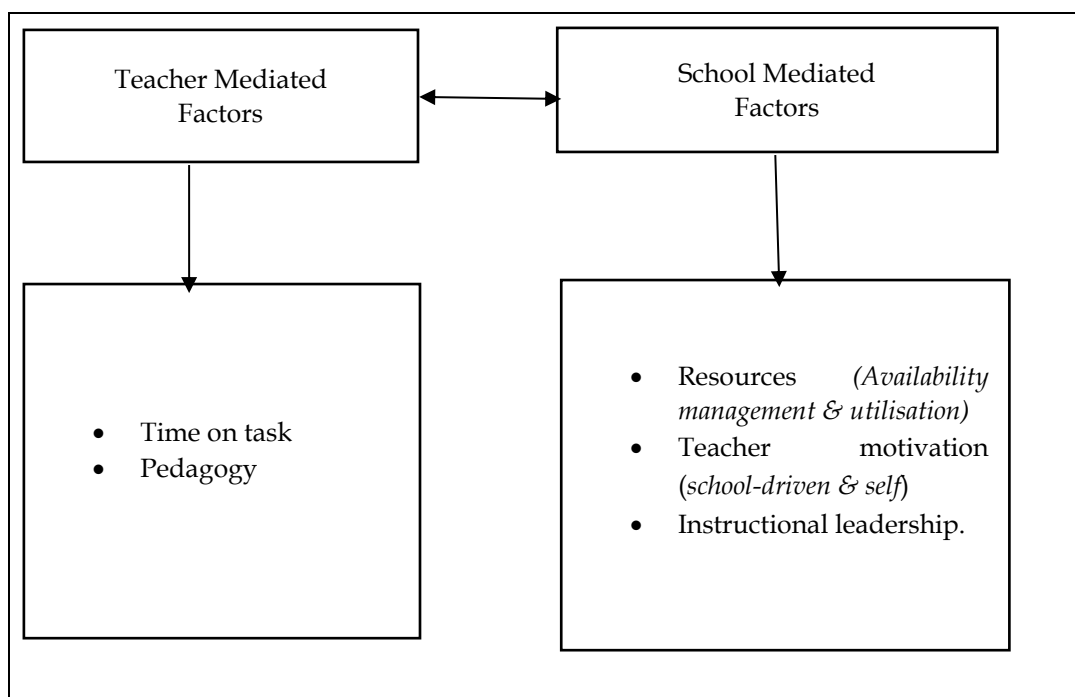 Teacher Mediated
Factors
School Mediated
Factors
• Time on task
• Pedagogy
• Resources (Availability
management & utilisation)
• Teacher motivation
(school-driven & self)
• Instructional leadership.